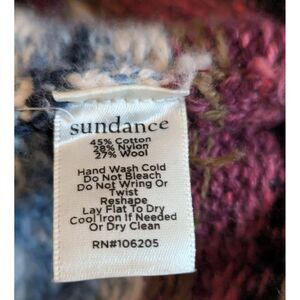 sundance
45% Cotton
28% Nylon
27% Wool
Hand Wash Cold
Do Not Bleach
Do Not Wring Or
Twist
Reshape
Lay Flat To Dry
Cool Iron If Needed
Or Dry Clean
RN#106205